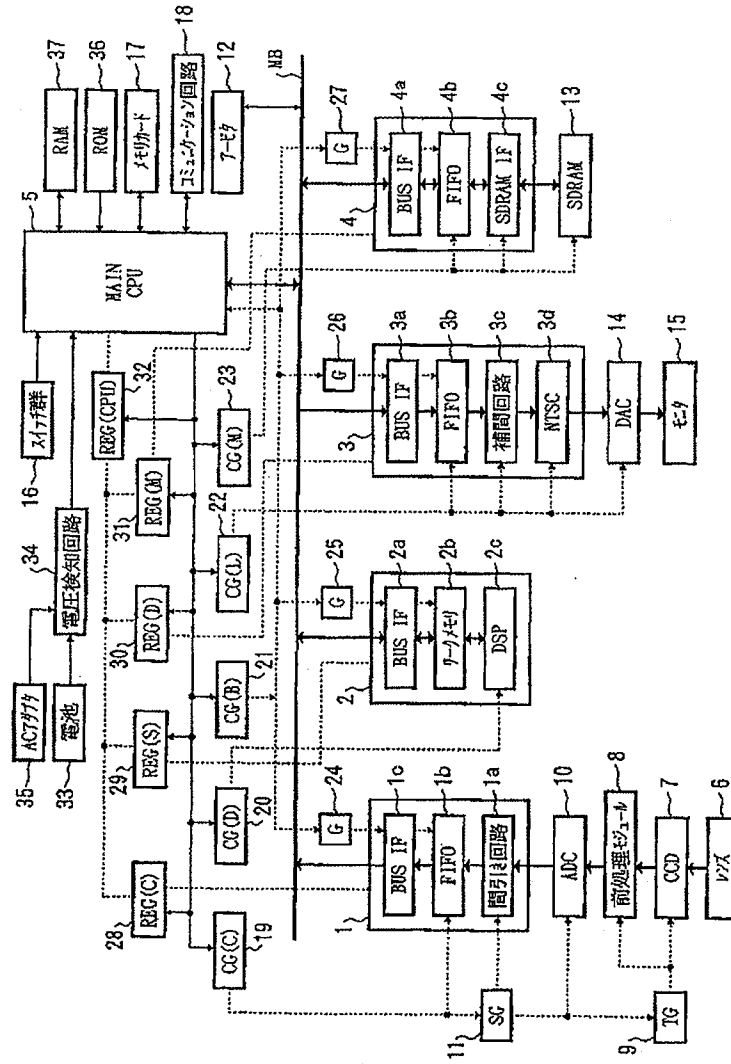 37
RAM
36
ROM
17
メモリカード
18
コミュニケーション回路
12
アービタ
MB
5
MAIN
CPU
スイッチ群
16
34
電圧検知回路
ACアダプタ
35
電池
33
REG(CPU)
32
REG(M)
31
REG(D)
30
REG(S)
29
REG(C)
28
CG(M)
23
CG(L)
22
CG(B)
21
CG(D)
20
CG(C)
19
27
G
4
4a
BUS IF
4b
FIFO
4c
SDRAM IF
13
SDRAM
26
G
3
3a
BUS IF
3b
FIFO
3c
補間回路
3d
NTSC
14
DAC
15
モニタ
25
G
2
2a
BUS IF
2b
ワークメモリ
2c
DSP
24
G
1
1c
BUS IF
1b
FIFO
1a
間引き回路
10
ADC
8
前処理モジュール
7
CCD
6
レンズ
11
SG
9
TG